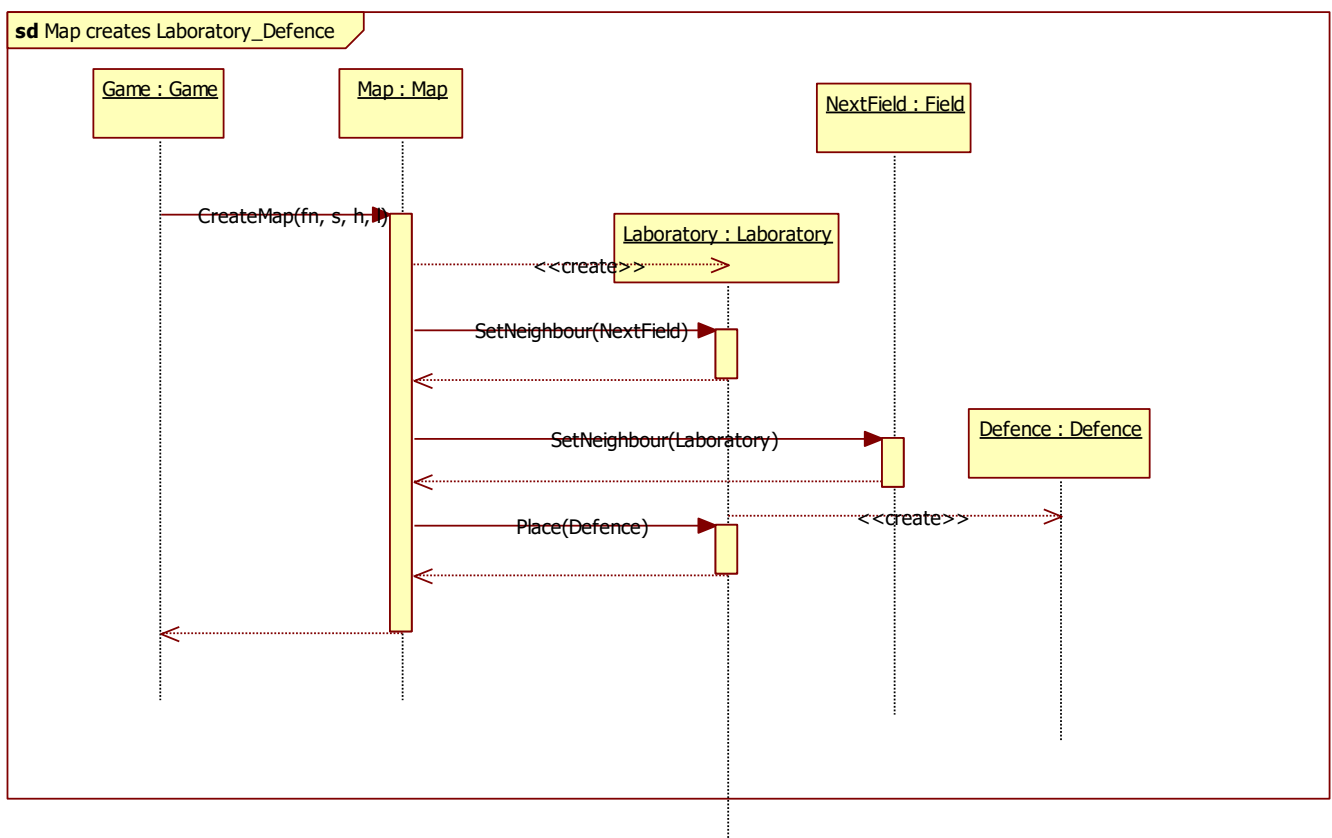 sd Map creates Laboratory_Defence
Game : Game
Map : Map
NextField : Field
CreateMap(fn, s, h, l)
Laboratory : Laboratory
<<create>>
SetNeighbour(NextField)
Defence : Defence
SetNeighbour(Laboratory)
<<create>>
Place(Defence)